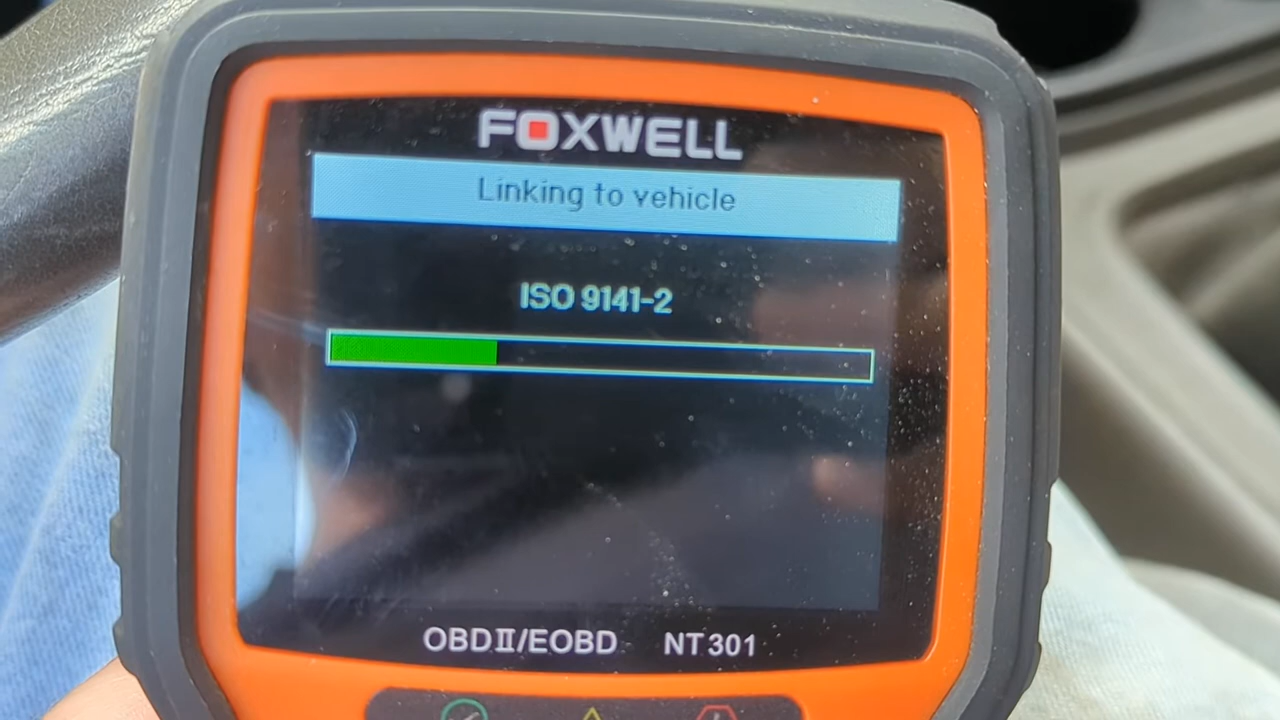 FOXWELL
Linking to vehicle
ISO 9141-2
OBDⅡ/EOBD NT301